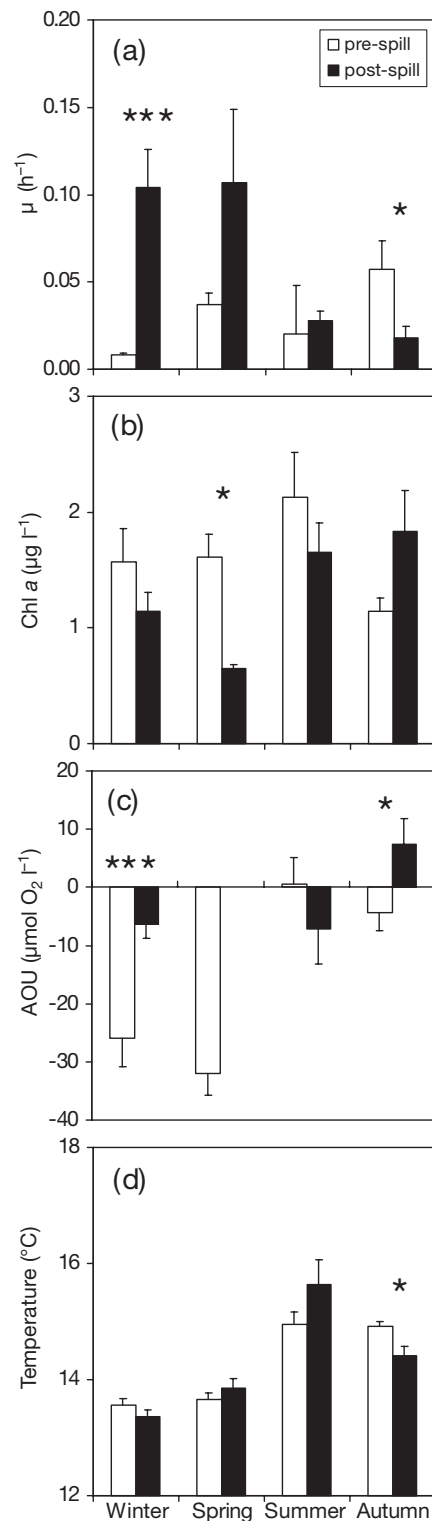 (a)
pre-spill
post-spill
***
*
0.20
0.15
0.10
0.05
0.00
µ (h⁻¹)
(b)
*
3
2
1
0
Chl a (µg l⁻¹)
(c)
***
*
20
10
0
-10
-20
-30
-40
AOU (µmol O₂ l⁻¹)
(d)
*
18
16
14
12
Temperature (°C)
Winter Spring Summer Autumn